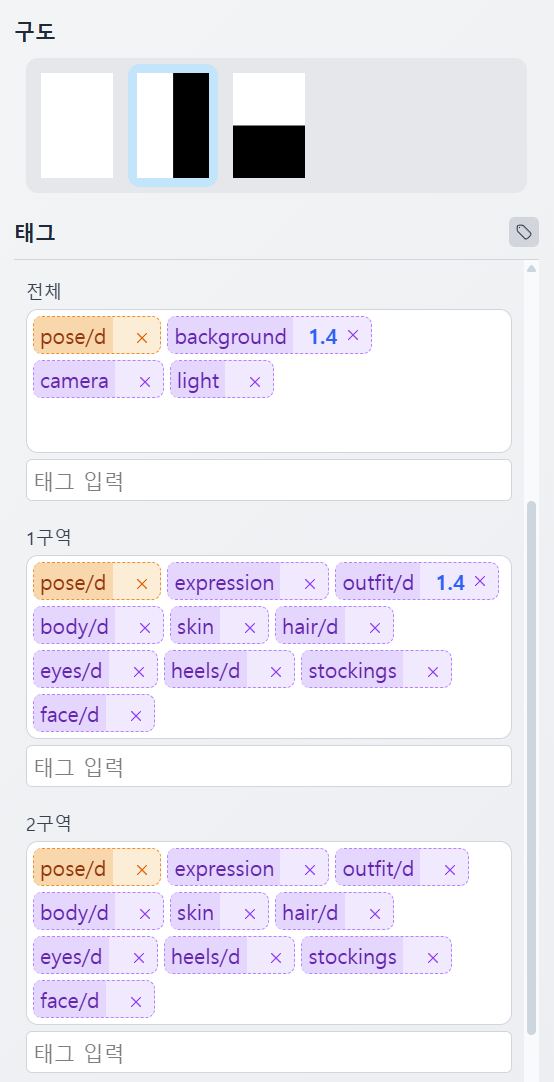 구도
태그
전체
pose/d × background 1.4 ×
camera × light ×
태그 입력
1구역
pose/d × expression × outfit/d 1.4 ×
body/d × skin × hair/d ×
eyes/d × heels/d × stockings ×
face/d ×
태그 입력
2구역
pose/d × expression × outfit/d ×
body/d × skin × hair/d ×
eyes/d × heels/d × stockings ×
face/d ×
태그 입력